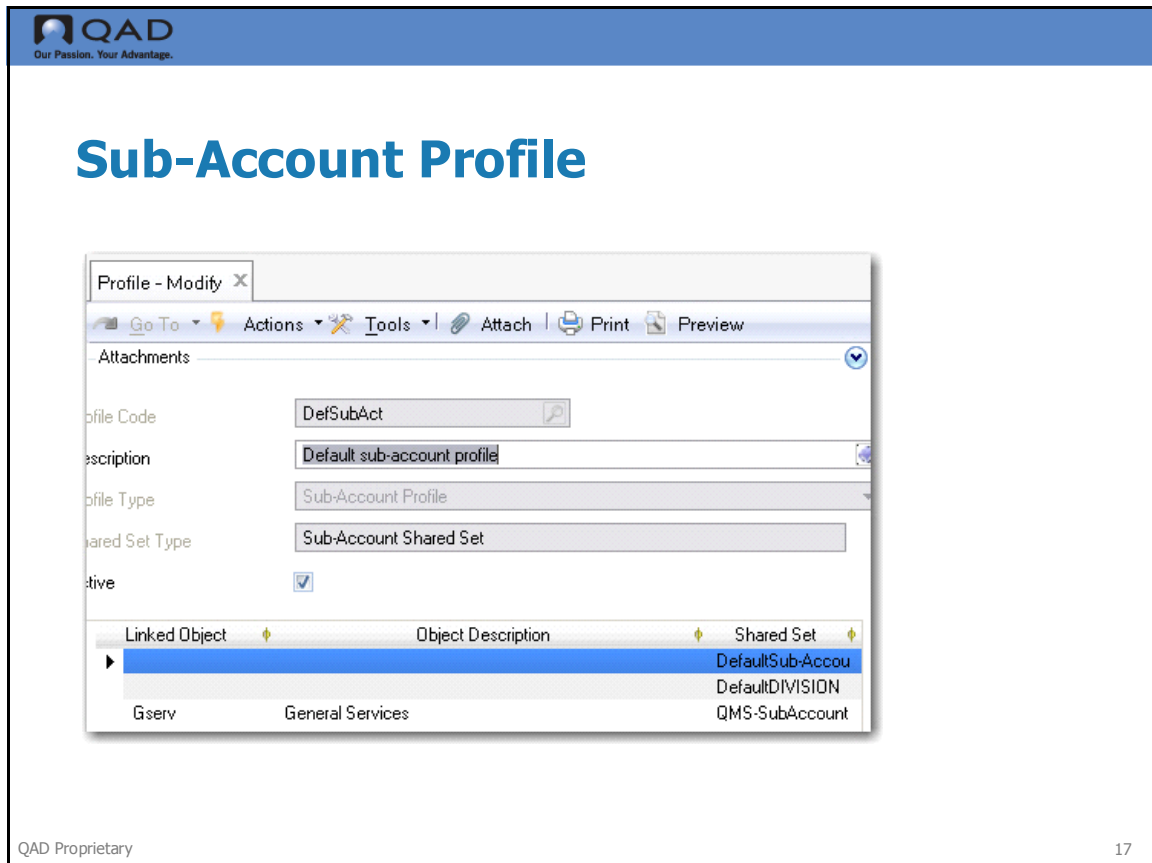 QAD
Our Passion. Your Advantage.
Sub-Account Profile
Profile - Modify X
Go To Actions Tools Attach Print Preview
Attachments
ofile Code DefSubAct
escription Default sub-account profile
ofile Type Sub-Account Profile
ared Set Type Sub-Account Shared Set
tive
Linked Object Object Description Shared Set
DefaultSub-Accou
DefaultDIVISION
Gserv General Services QMS-SubAccount
QAD Proprietary 17